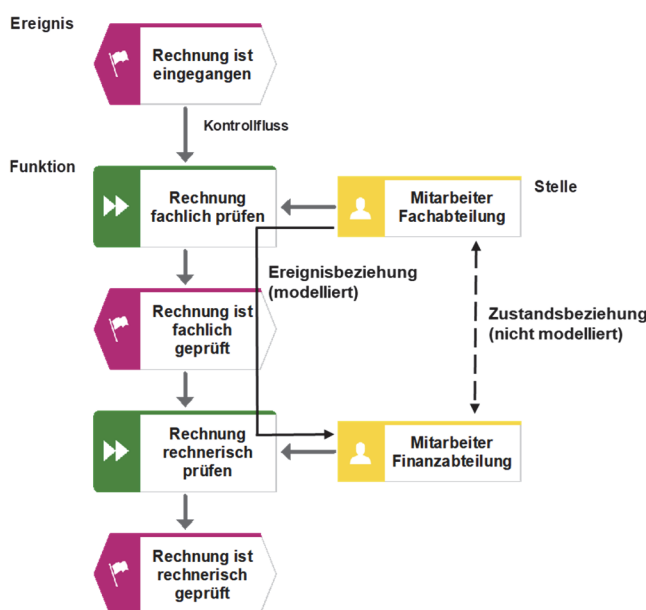 Ereignis
Rechnung ist
eingegangen
Kontrollfluss
Funktion
Rechnung
fachlich prüfen
Mitarbeiter
Fachabteilung
Stelle
Ereignisbeziehung
(modelliert)
Zustandsbeziehung
(nicht modelliert)
Rechnung ist
fachlich
geprüft
Rechnung
rechnerisch
prüfen
Mitarbeiter
Finanzabteilung
Rechnung ist
rechnerisch
geprüft